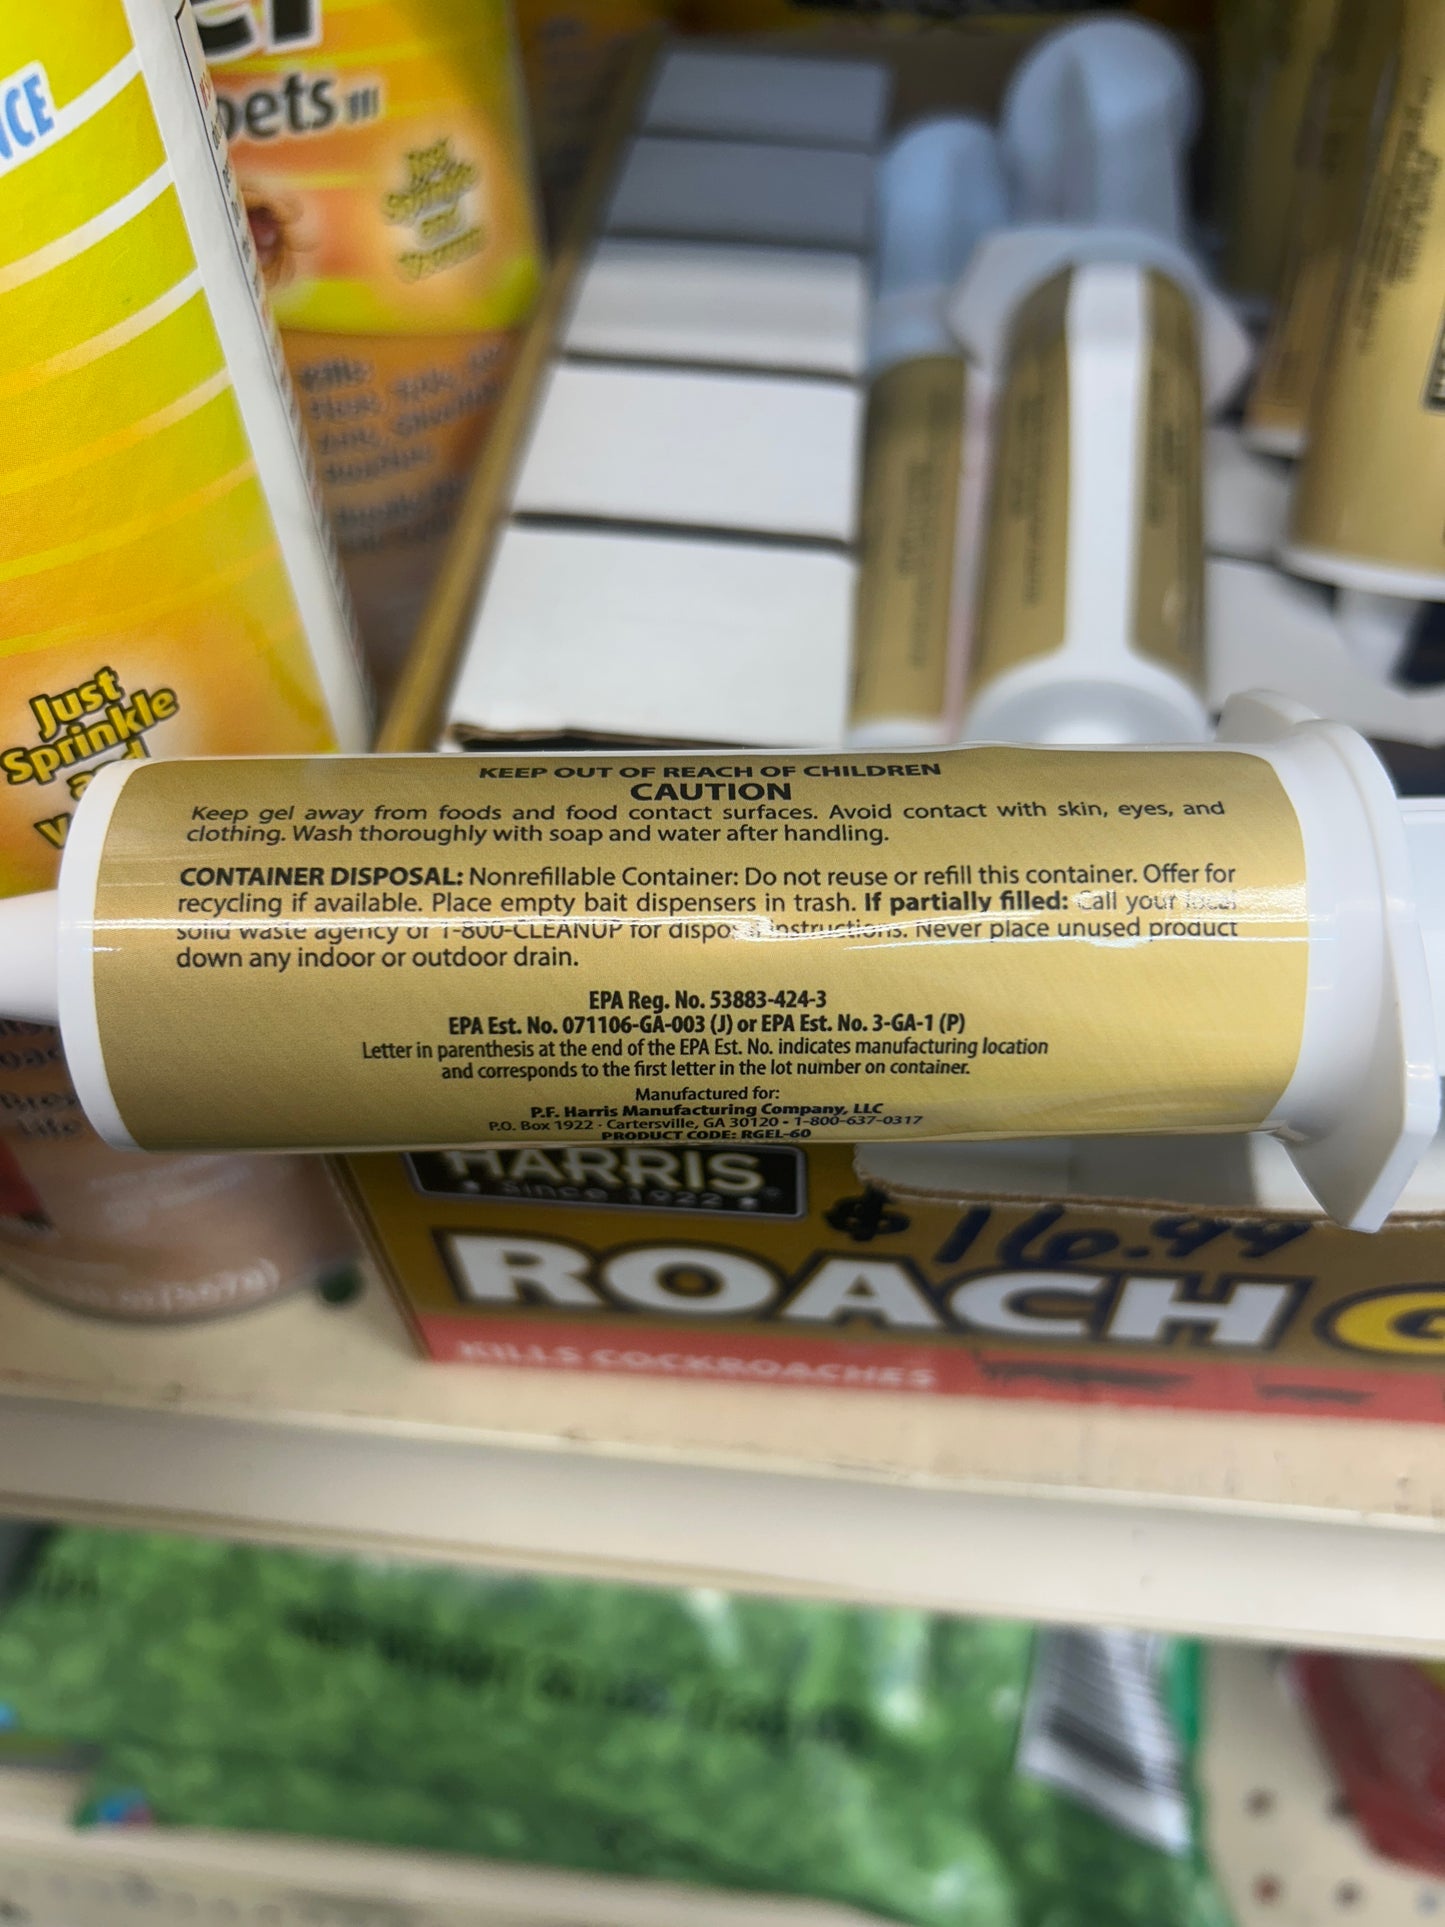 ICE
pets
Just
Sprinkle
and
Just
Sprinkle
and
KEEP OUT OF REACH OF CHILDREN
CAUTION
Keep gel away from foods and food contact surfaces. Avoid contact with skin, eyes, and
clothing. Wash thoroughly with soap and water after handling.
CONTAINER DISPOSAL: Nonrefillable Container: Do not reuse or refill this container. Offer for
recycling if available. Place empty bait dispensers in trash. If partially filled: Call your local
solid waste agency or 1-800-CLEANUP for disposal instructions. Never place unused product
down any indoor or outdoor drain.
EPA Reg. No. 53883-424-3
EPA Est. No. 071106-GA-003 (J) or EPA Est. No. 3-GA-1 (P)
Letter in parenthesis at the end of the EPA Est. No. indicates manufacturing location
and corresponds to the first letter in the lot number on container.
Manufactured for:
P.F. Harris Manufacturing Company, LLC
P.O. Box 1922 · Cartersville, GA 30120 · 1-800-637-0317
PRODUCT CODE: RGEL-60
HARRIS
Since 1922
$16.99
ROACH G
KILLS COCKROACHES